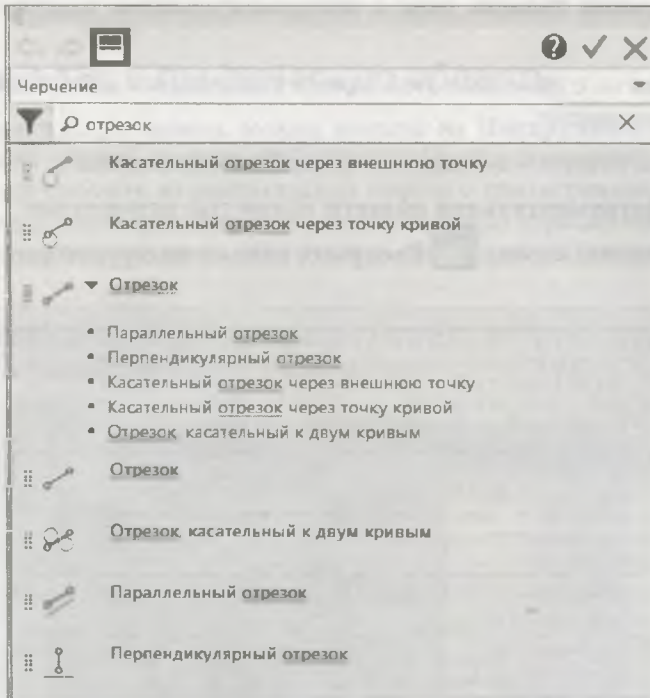 Черчение
отрезок
Касательный отрезок через внешнюю точку
Касательный отрезок через точку кривой
Отрезок
Параллельный отрезок
Перпендикулярный отрезок
Касательный отрезок через внешнюю точку
Касательный отрезок через точку кривой
Отрезок, касательный к двум кривым
Отрезок
Отрезок, касательный к двум кривым
Параллельный отрезок
Перпендикулярный отрезок